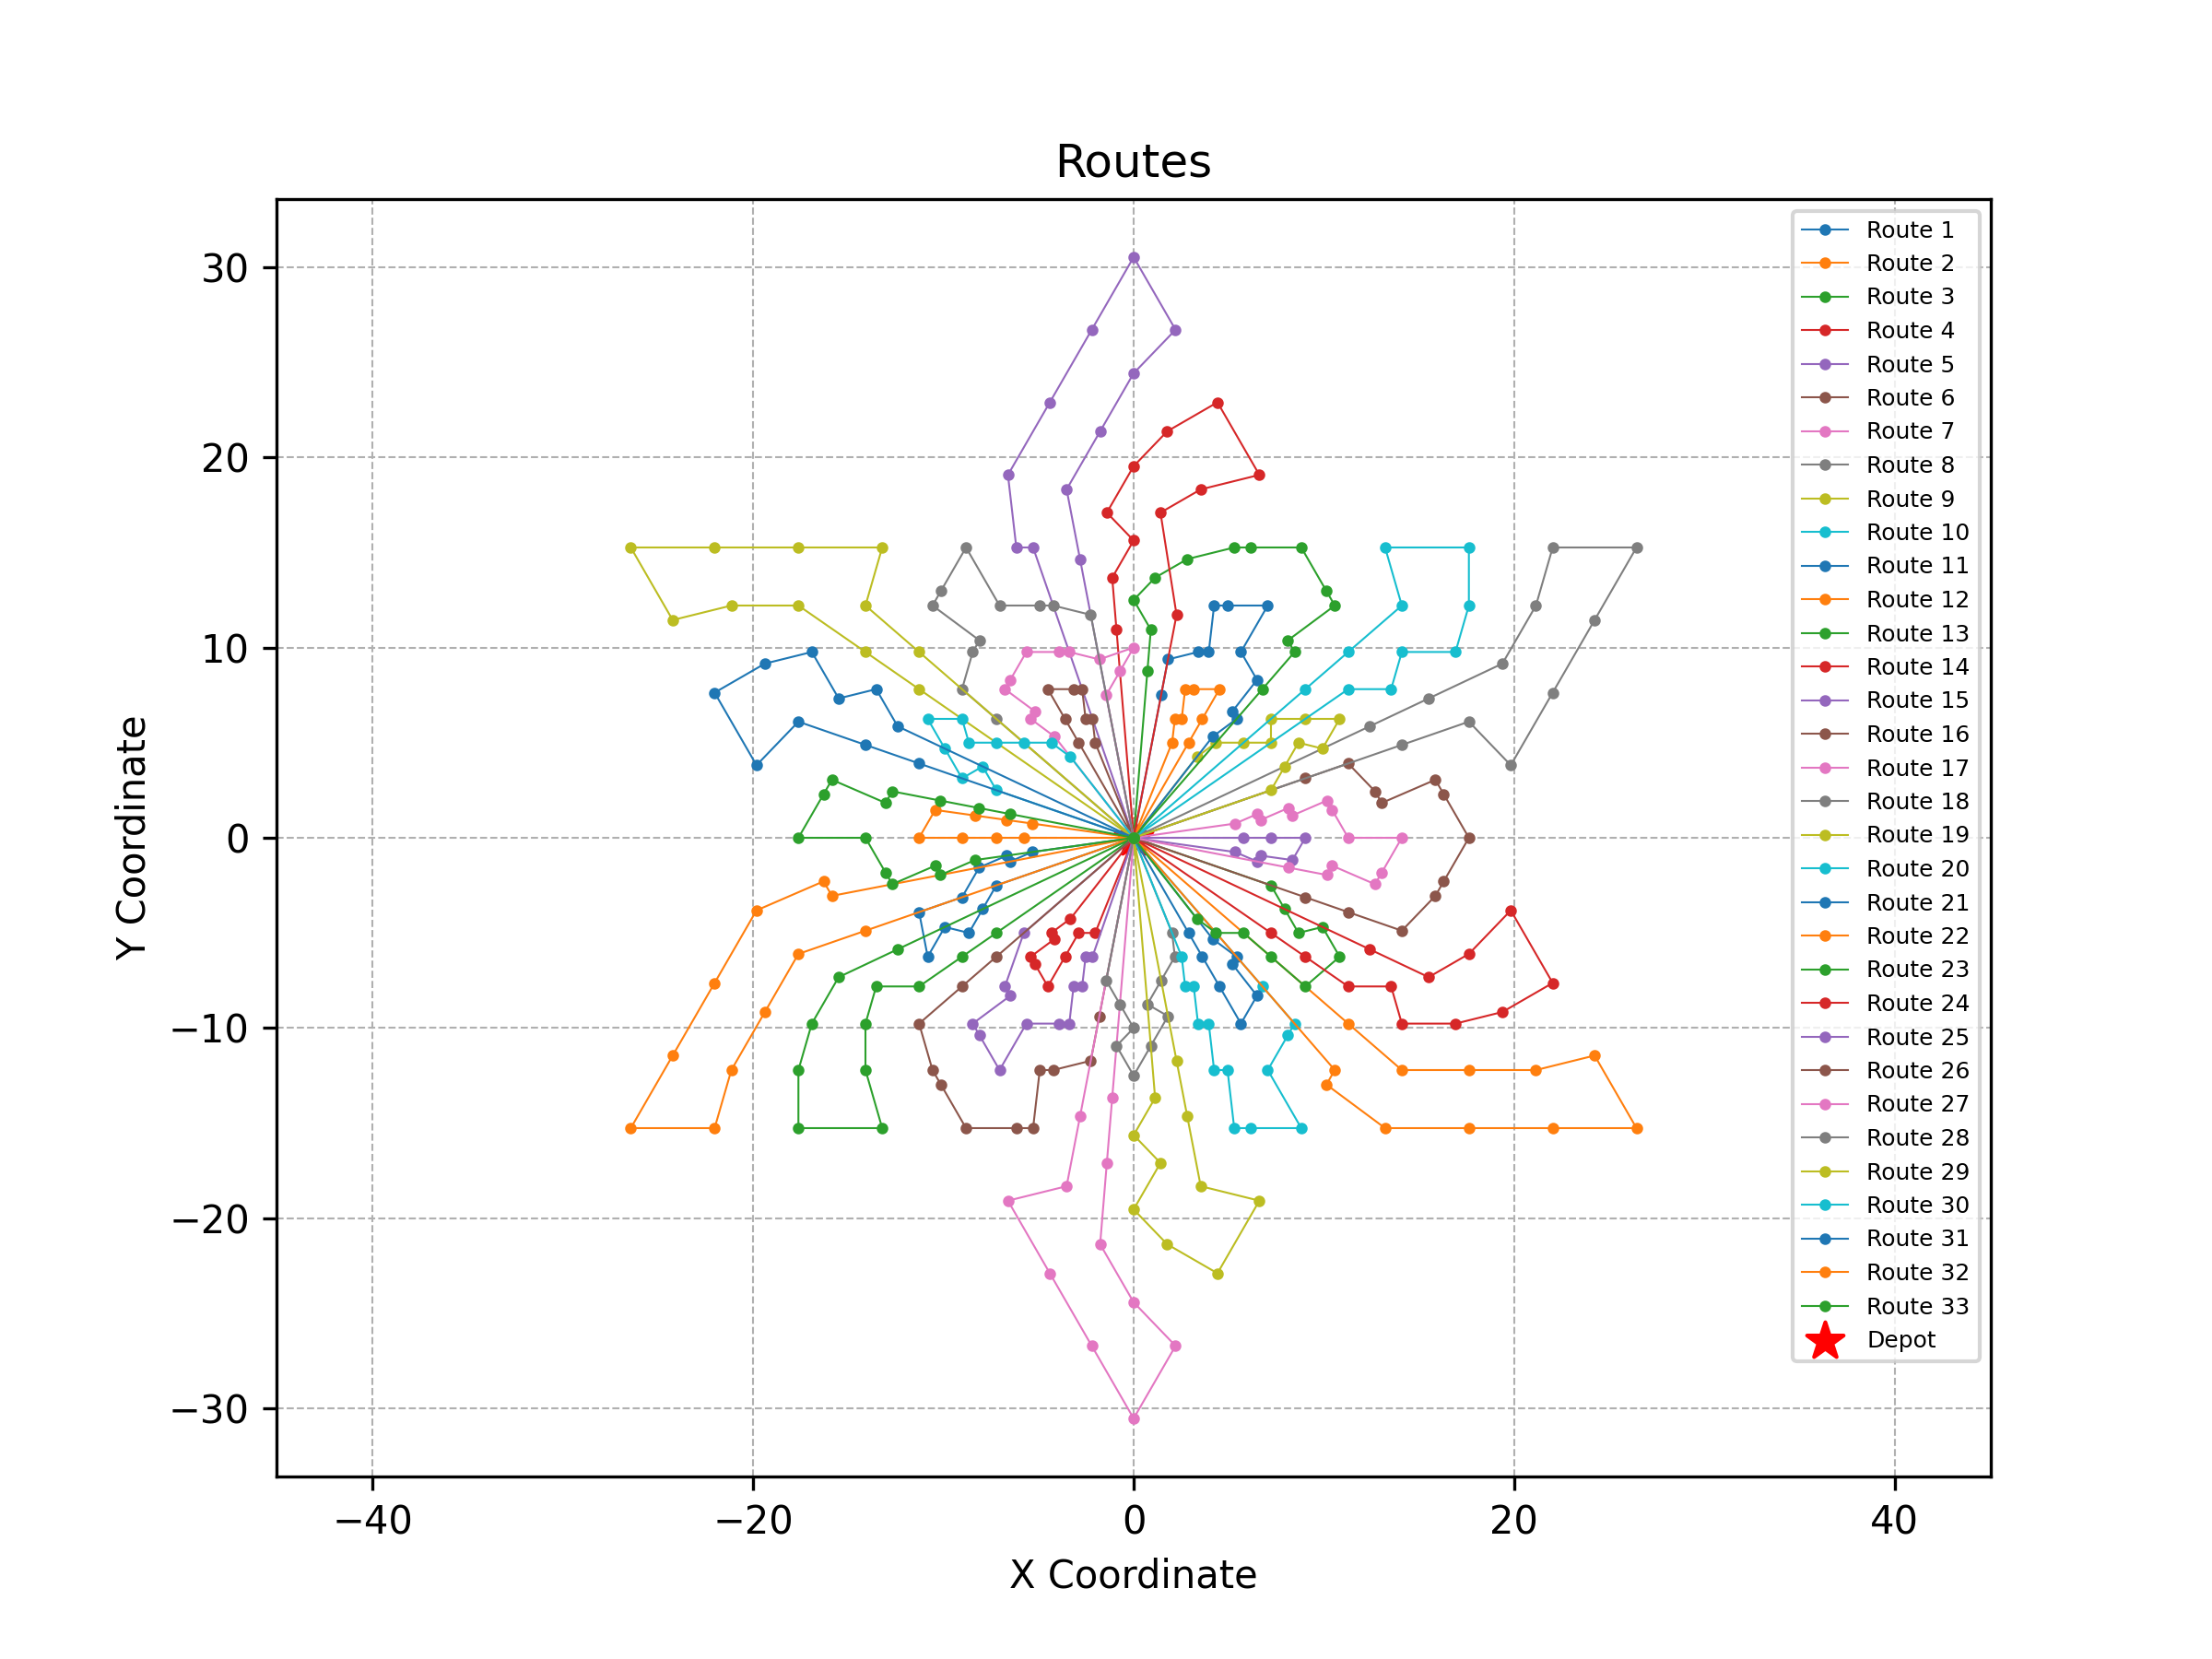 Routes
30
20
10
0
−10
−20
−30
Y Coordinate
−40
−20
0
20
40
X Coordinate
Route 1
Route 2
Route 3
Route 4
Route 5
Route 6
Route 7
Route 8
Route 9
Route 10
Route 11
Route 12
Route 13
Route 14
Route 15
Route 16
Route 17
Route 18
Route 19
Route 20
Route 21
Route 22
Route 23
Route 24
Route 25
Route 26
Route 27
Route 28
Route 29
Route 30
Route 31
Route 32
Route 33
Depot